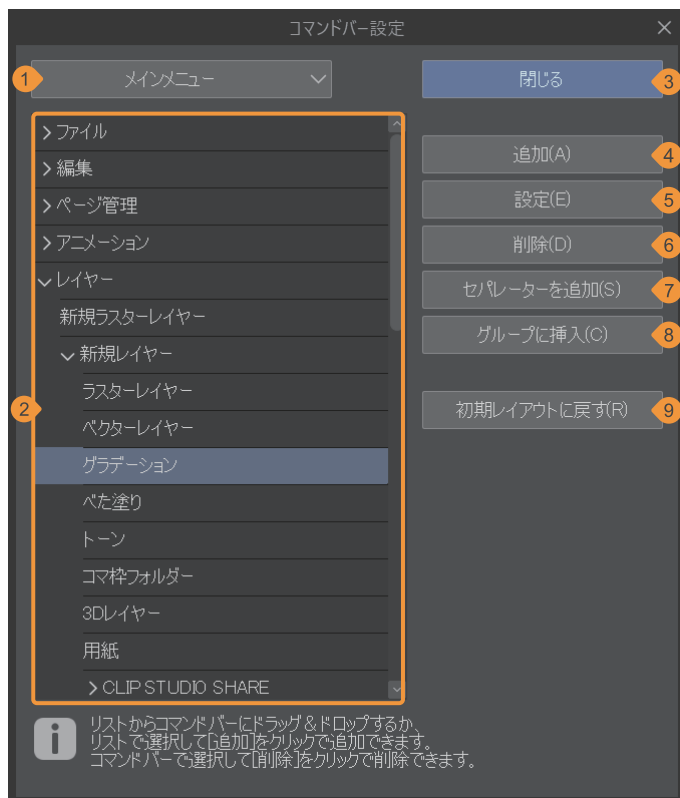 コマンドバー設定
1 メインメニュー
閉じる 3
ファイル
追加(A) 4
編集
設定(E) 5
ページ管理
アニメーション
削除(D) 6
レイヤー
セパレーターを追加(S) 7
新規ラスターレイヤー
グループに挿入(C) 8
新規レイヤー
ラスターレイヤー
2
初期レイアウトに戻す(R) 9
ベクターレイヤー
グラデーション
べた塗り
トーン
コマ枠フォルダー
3Dレイヤー
用紙
CLIP STUDIO SHARE
i
リストからコマンドバーにドラッグ&ドロップするか、
リストで選択して[追加]をクリックで追加できます。
コマンドバーで選択して[削除]をクリックで削除できます。